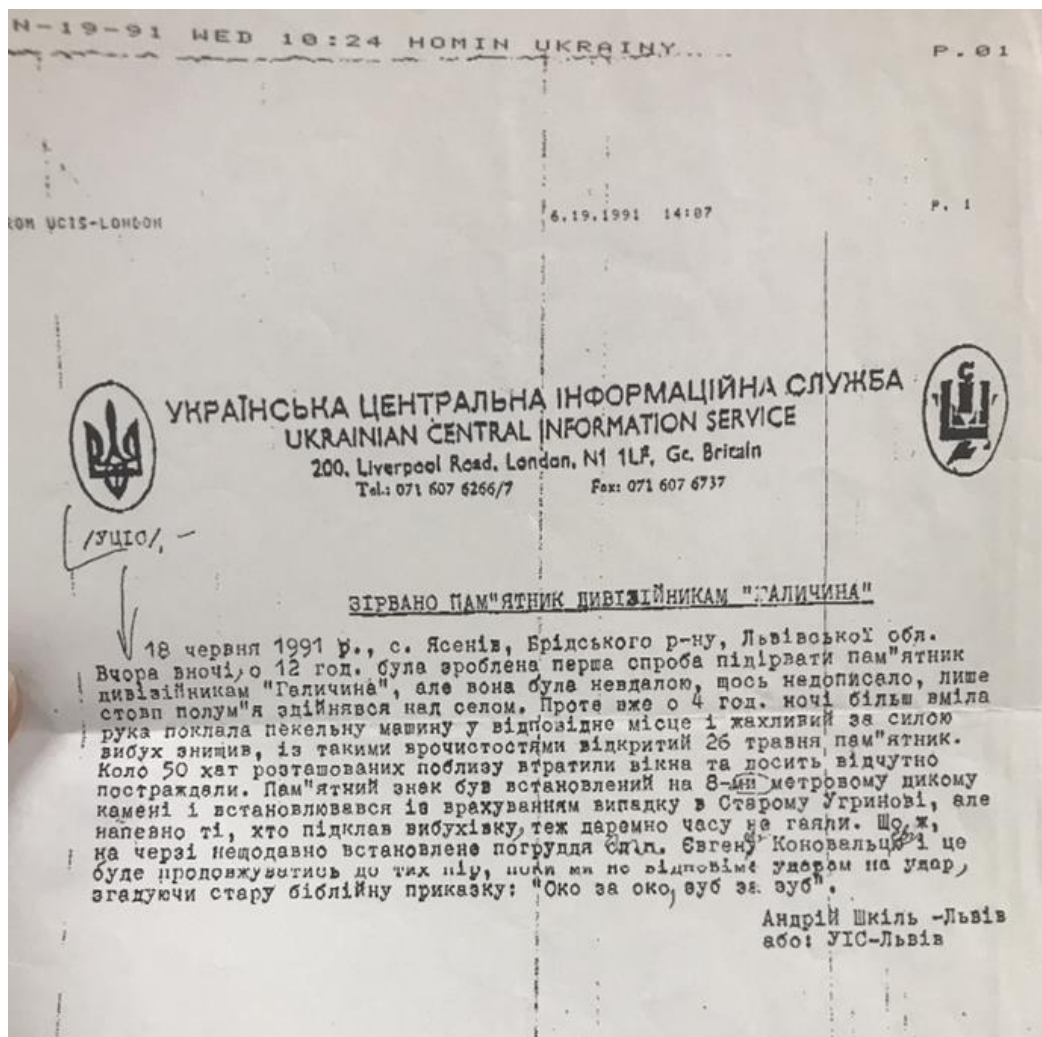 N-19-91 WED 10:24 HOMIN UKRAINY P.01
ROM UCIS-LONDON 6.19.1991 14:07 P. 1
УКРАЇНСЬКА ЦЕНТРАЛЬНА ІНФОРМАЦІЙНА СЛУЖБА
UKRAINIAN CENTRAL INFORMATION SERVICE
200, Liverpool Road, London, N1 1LF, Gt. Britain
Tel.: 071 607 6266/7 Fax: 071 607 6737
/УЦІС/, –
ЗІРВАНО ПАМ"ЯТНИК ДИВІЗІЙНИКАМ "ГАЛИЧИНА"
18 червня 1991 р., с. Ясенів, Брідського р-ну, Львівської обл.
Вчора вночі, о 12 год. була зроблена перша спроба підірвати пам"ятник
дивізійникам "Галичина", але вона була невдалою, щось недописало, лише
стовп полум"я здійнявся над селом. Проте вже о 4 год. ночі більш вміла
рука поклала пекельну машину у відповідне місце і жахливий за силою
вибух знищив, із такими врочистостями відкритий 26 травня пам"ятник.
Коло 50 хат розташованих поблизу втратили вікна та досить відчутно
постраждали. Пам"ятний знак був встановлений на 8-ми метровому дикому
камені і встановлювався із врахуванням випадку в Старому Угринові, але
напевно ті, хто підклав вибухівку, теж даремно часу не гаяли. Що ж,
на черзі нещодавно встановлене погруддя Євгену Коновальцю і це
буде продовжуватись до тих пір, поки ми не відповімо ударом на удар,
згадуючи стару біблійну приказку: "Око за око, зуб за зуб".
Андрій Шкіль -Львів
або: УІС-Львів